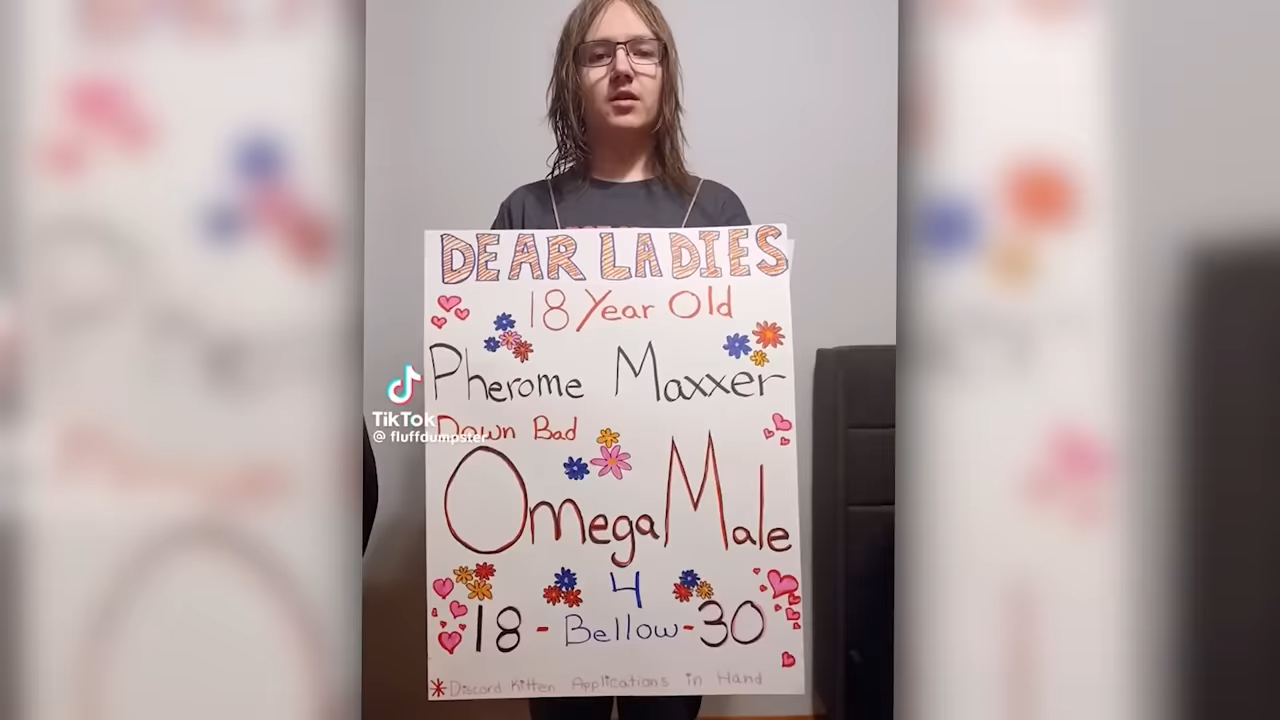 DEAR LADIES
18 Year Old
Pherome Maxxer
Down Bad
Omega Male
4
18 - Bellow - 30
*Discord Kitten Applications in Hand
TikTok
@ fluffdumpster